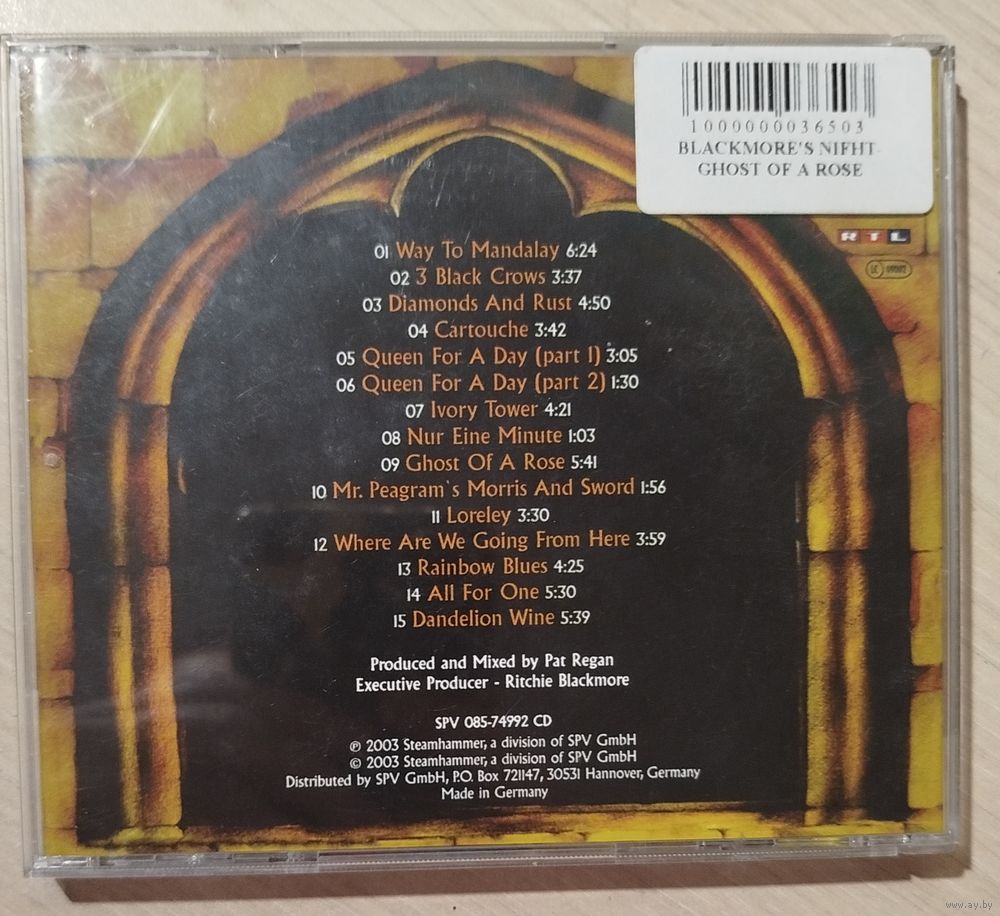 1000000036503
BLACKMORE'S NIFHT-
GHOST OF A ROSE
RTL
LC
01 Way To Mandalay 6:24
02 3 Black Crows 3:37
03 Diamonds And Rust 4:50
04 Cartouche 3:42
05 Queen For A Day (part 1) 3:05
06 Queen For A Day (part 2) 1:30
07 Ivory Tower 4:21
08 Nur Eine Minute 1:03
09 Ghost Of A Rose 5:41
10 Mr. Peagram`s Morris And Sword 1:56
11 Loreley 3:30
12 Where Are We Going From Here 3:59
13 Rainbow Blues 4:25
14 All For One 5:30
15 Dandelion Wine 5:39
Produced and Mixed by Pat Regan
Executive Producer - Ritchie Blackmore
SPV 085-74992 CD
℗ 2003 Steamhammer, a division of SPV GmbH
© 2003 Steamhammer, a division of SPV GmbH
Distributed by SPV GmbH, P.O. Box 721147, 30531 Hannover, Germany
Made in Germany
www.ay.by